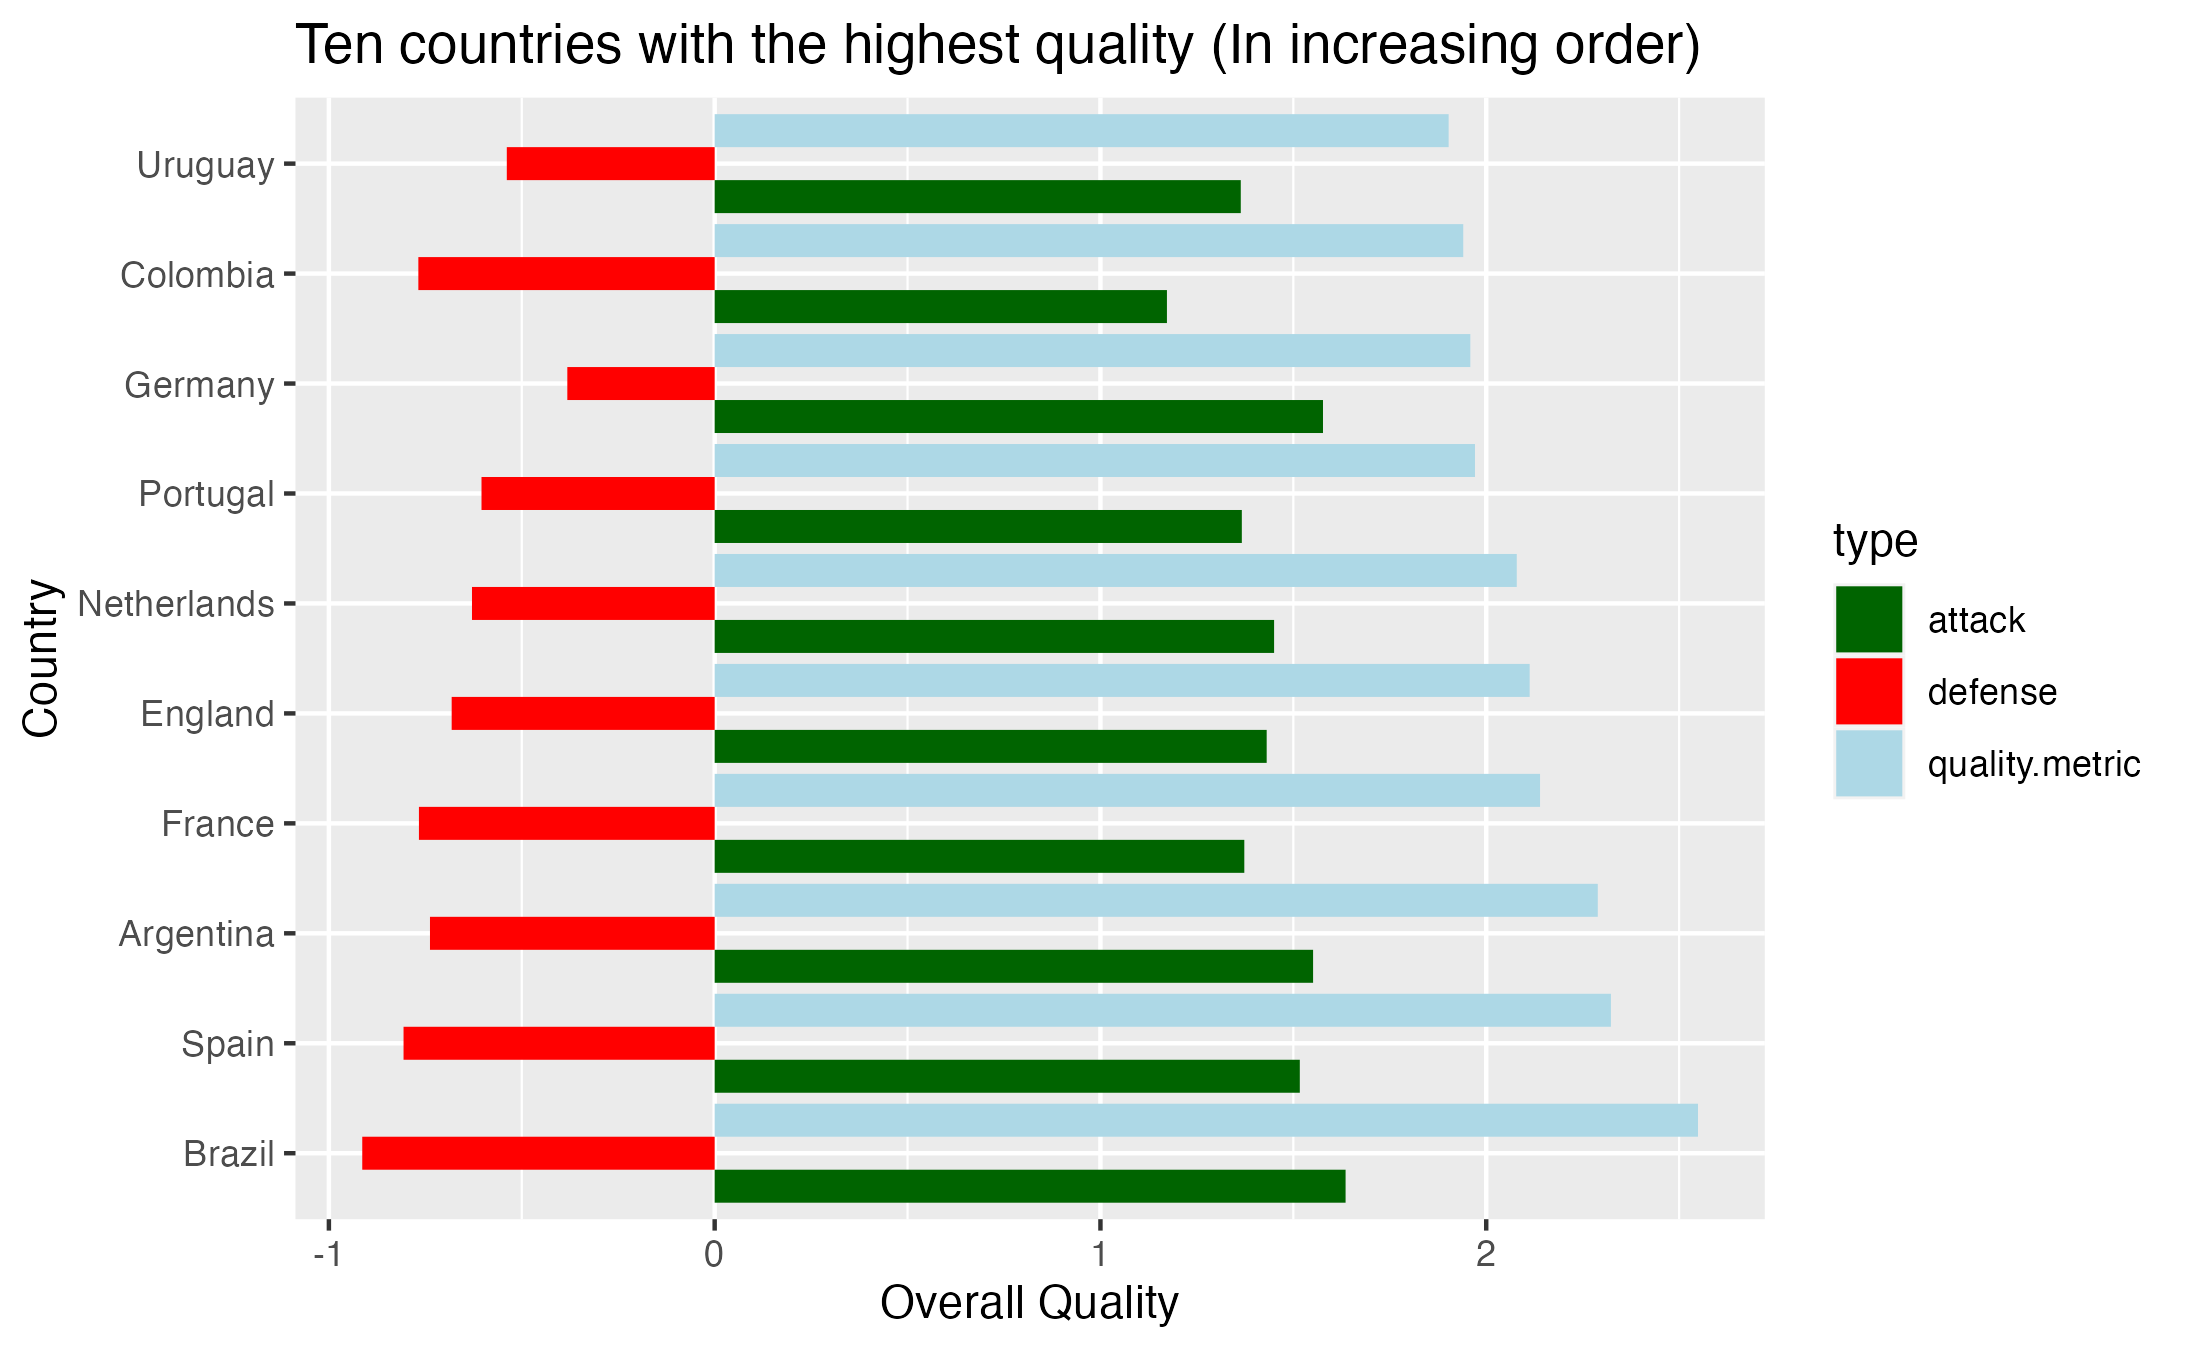 Ten countries with the highest quality (In increasing order)
Uruguay
Colombia
Germany
Portugal
Netherlands
England
France
Argentina
Spain
Brazil
Country
-1
0
1
2
Overall Quality
type
attack
defense
quality.metric